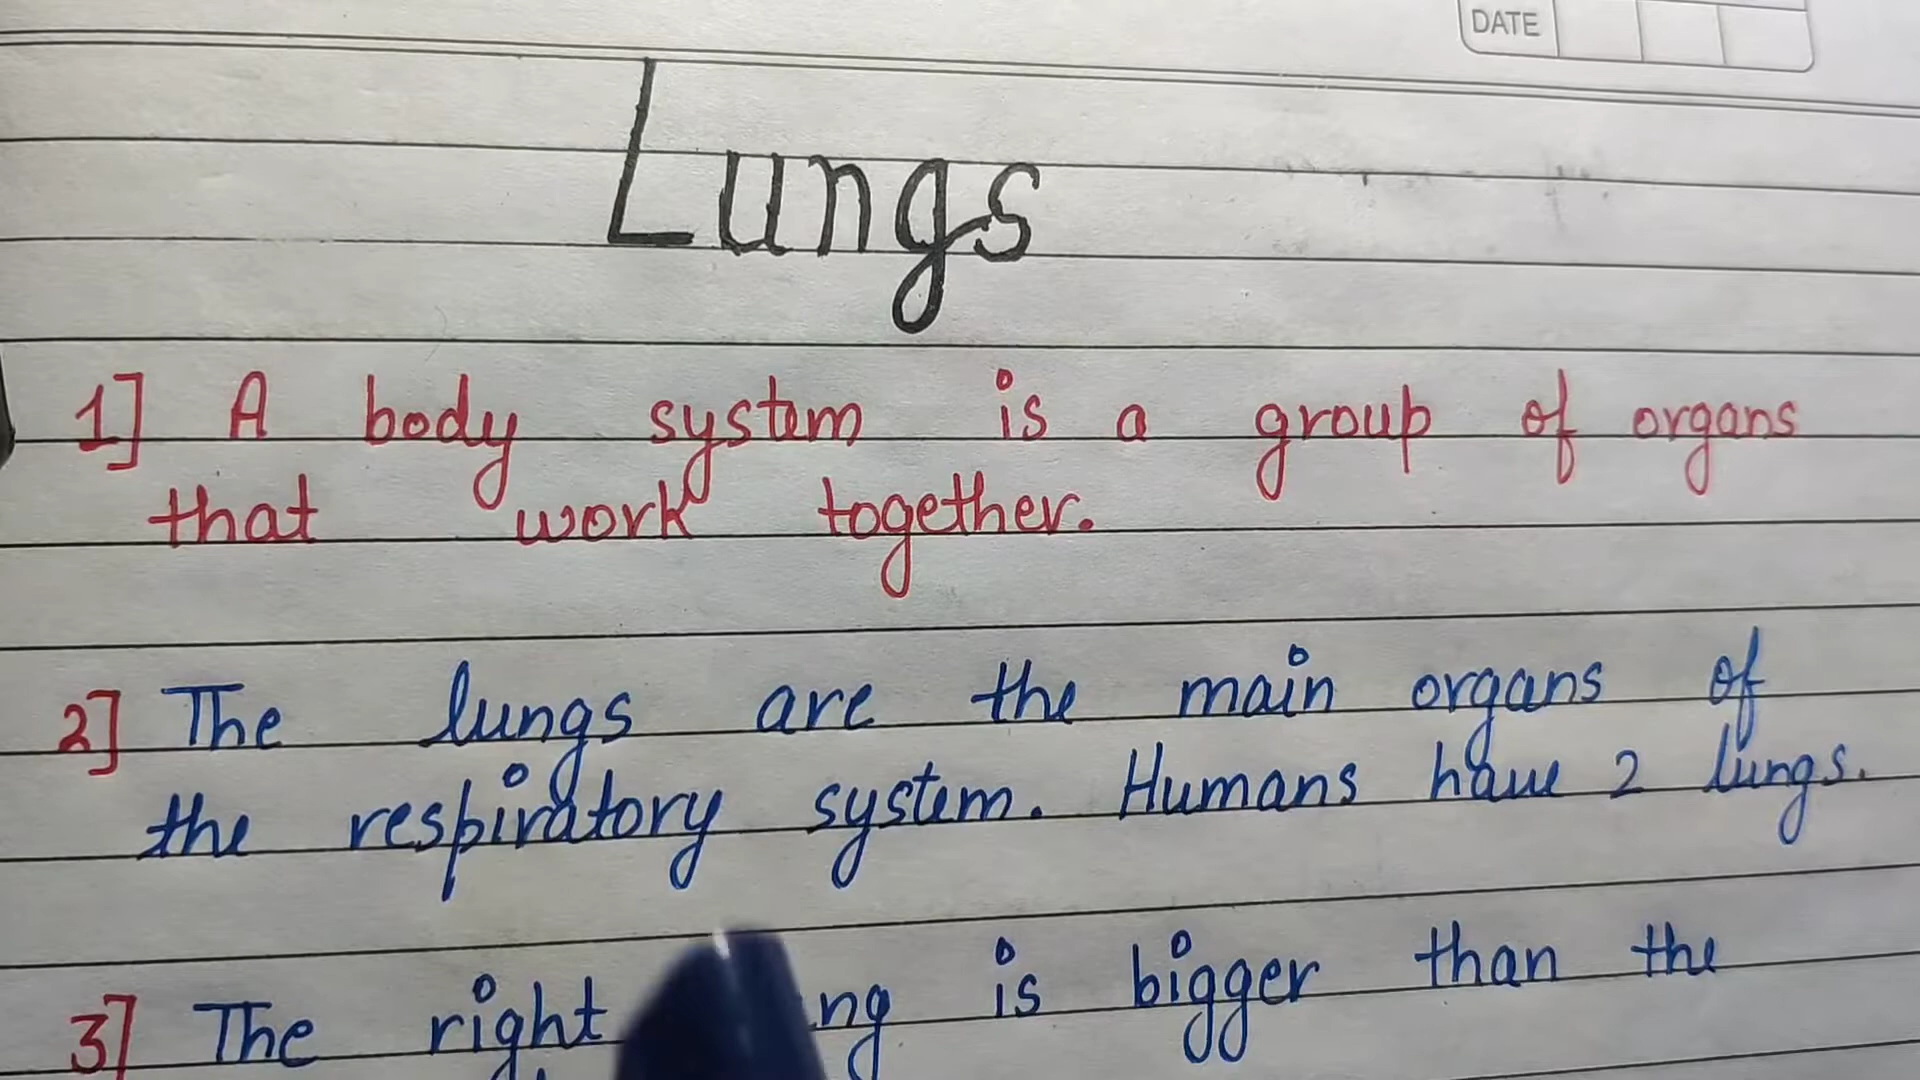 DATE
Lungs
1] A body system is a group of organs
that work together.
2] The lungs are the main organs of
the respiratory system. Humans have 2 lungs.
3] The right is bigger than the